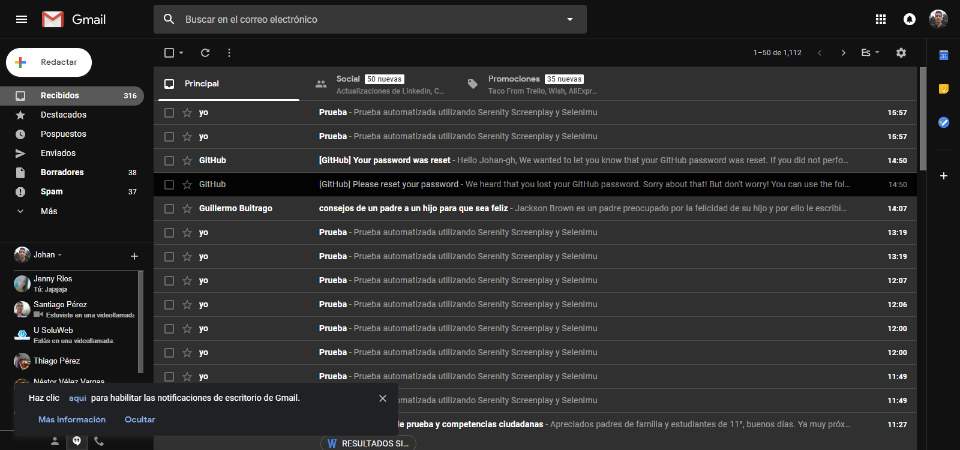 Gmail
Buscar en el correo electrónico
Redactar
Recibidos 316
Destacados
Pospuestos
Enviados
Borradores 38
Spam 37
Más
Johan
Jenny Ríos
Tú: Jajajaja
Santiago Pérez
Estuviste en una videollamada
U SoluWeb
Estás en una videollamada.
Thiago Pérez
Néstor Vélez Vargas
1–50 de 1,112
Es
Principal
Social 50 nuevas
Actualizaciones de LinkedIn, C...
Promociones 35 nuevas
Taco From Trello, Wish, AliExpr...
yo Prueba - Prueba automatizada utilizando Serenity Screenplay y Selenimu 15:57
yo Prueba - Prueba automatizada utilizando Serenity Screenplay y Selenimu 15:57
GitHub [GitHub] Your password was reset - Hello Johan-gh, We wanted to let you know that your GitHub password was reset. If you did not perfo... 14:50
GitHub [GitHub] Please reset your password - We heard that you lost your GitHub password. Sorry about that! But don't worry! You can use the fol... 14:50
Guillermo Buitrago consejos de un padre a un hijo para que sea feliz - Jackson Brown es un padre preocupado por la felicidad de su hijo y por ello le escribi... 14:07
yo Prueba - Prueba automatizada utilizando Serenity Screenplay y Selenimu 13:19
yo Prueba - Prueba automatizada utilizando Serenity Screenplay y Selenimu 13:19
yo Prueba - Prueba automatizada utilizando Serenity Screenplay y Selenimu 12:07
yo Prueba - Prueba automatizada utilizando Serenity Screenplay y Selenimu 12:06
yo Prueba - Prueba automatizada utilizando Serenity Screenplay y Selenimu 12:00
yo Prueba - Prueba automatizada utilizando Serenity Screenplay y Selenimu 12:00
yo Prueba - Prueba automatizada utilizando Serenity Screenplay y Selenimu 11:49
automatizada utilizando Serenity Screenplay y Selenimu 11:49
de prueba y competencias ciudadanas - Apreciados padres de familia y estudiantes de 11°, buenos días. Ya muy próx... 11:27
W RESULTADOS SI...
Haz clic aquí para habilitar las notificaciones de escritorio de Gmail.
Más información Ocultar